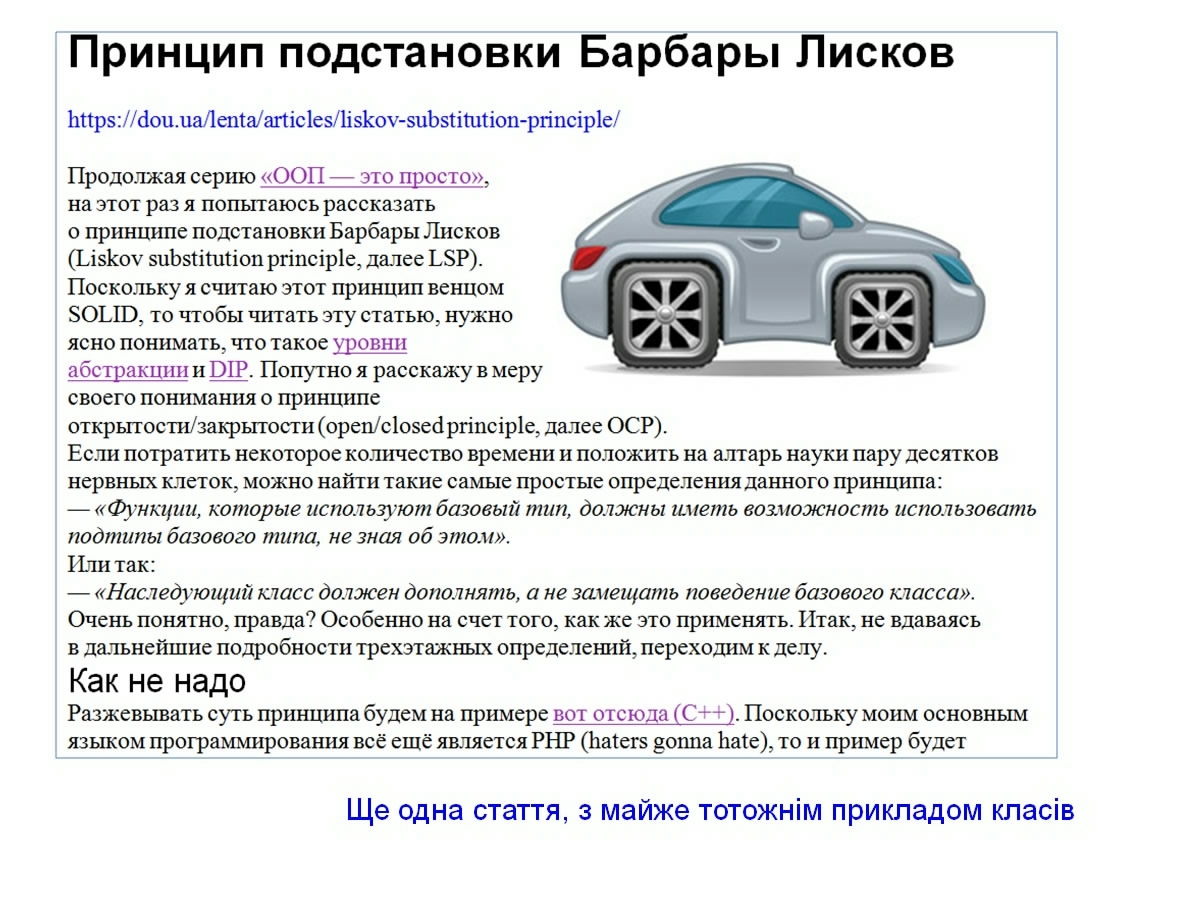 Принцип подстановки Барбары Лисков
https://dou.ua/lenta/articles/liskov-substitution-principle/
Продолжая серию «ООП — это просто»,
на этот раз я попытаюсь рассказать
о принципе подстановки Барбары Лисков
(Liskov substitution principle, далее LSP).
Поскольку я считаю этот принцип венцом
SOLID, то чтобы читать эту статью, нужно
ясно понимать, что такое уровни
абстракции и DIP. Попутно я расскажу в меру
своего понимания о принципе
открытости/закрытости (open/closed principle, далее OCP).
Если потратить некоторое количество времени и положить на алтарь науки пару десятков
нервных клеток, можно найти такие самые простые определения данного принципа:
— «Функции, которые используют базовый тип, должны иметь возможность использовать
подтипы базового типа, не зная об этом».
Или так:
— «Наследующий класс должен дополнять, а не замещать поведение базового класса».
Очень понятно, правда? Особенно на счет того, как же это применять. Итак, не вдаваясь
в дальнейшие подробности трехэтажных определений, переходим к делу.
Как не надо
Разжевывать суть принципа будем на примере вот отсюда (C++). Поскольку моим основным
языком программирования всё ещё является PHP (haters gonna hate), то и пример будет
Ще одна стаття, з майже тотожнім прикладом класів